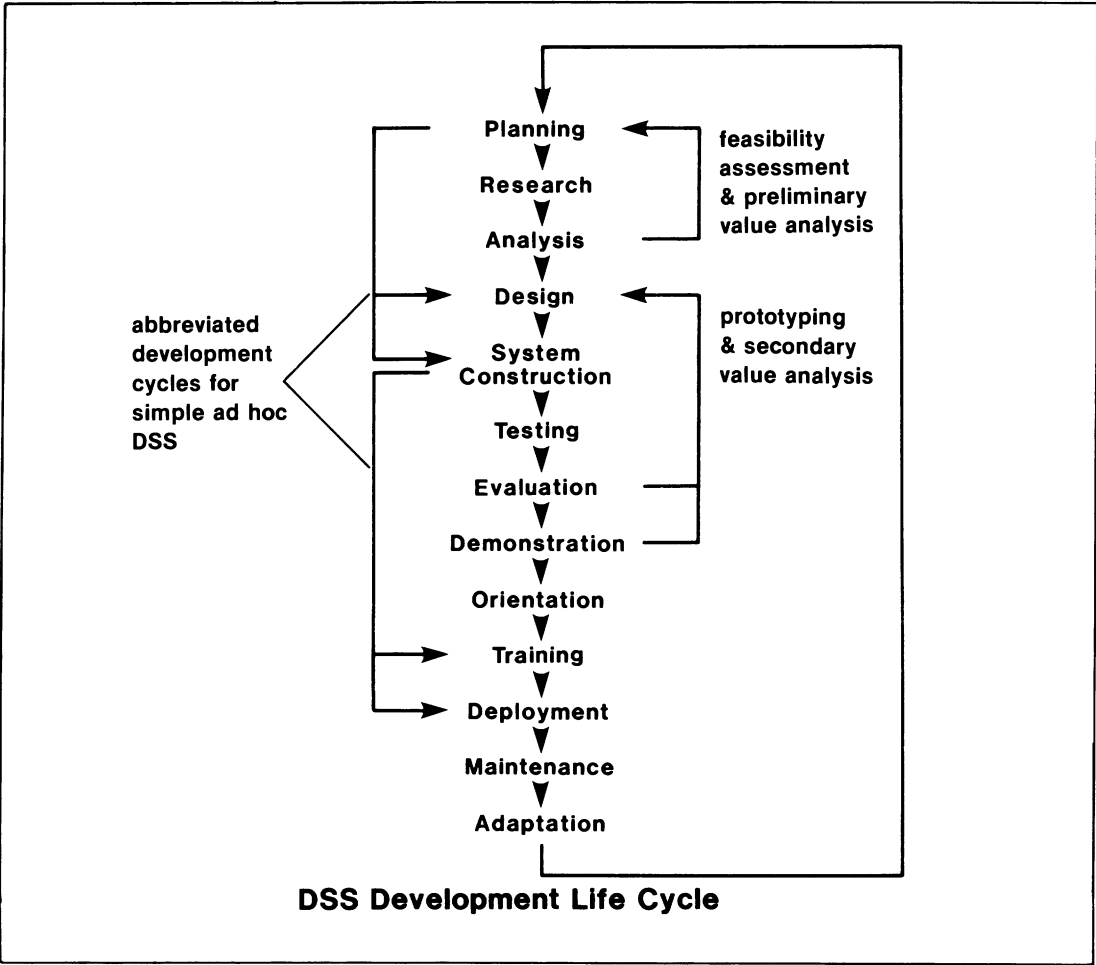 Planning
Research
Analysis
Design
System
Construction
Testing
Evaluation
Demonstration
Orientation
Training
Deployment
Maintenance
Adaptation
feasibility
assessment
& preliminary
value analysis
prototyping
& secondary
value analysis
abbreviated
development
cycles for
simple ad hoc
DSS
DSS Development Life Cycle